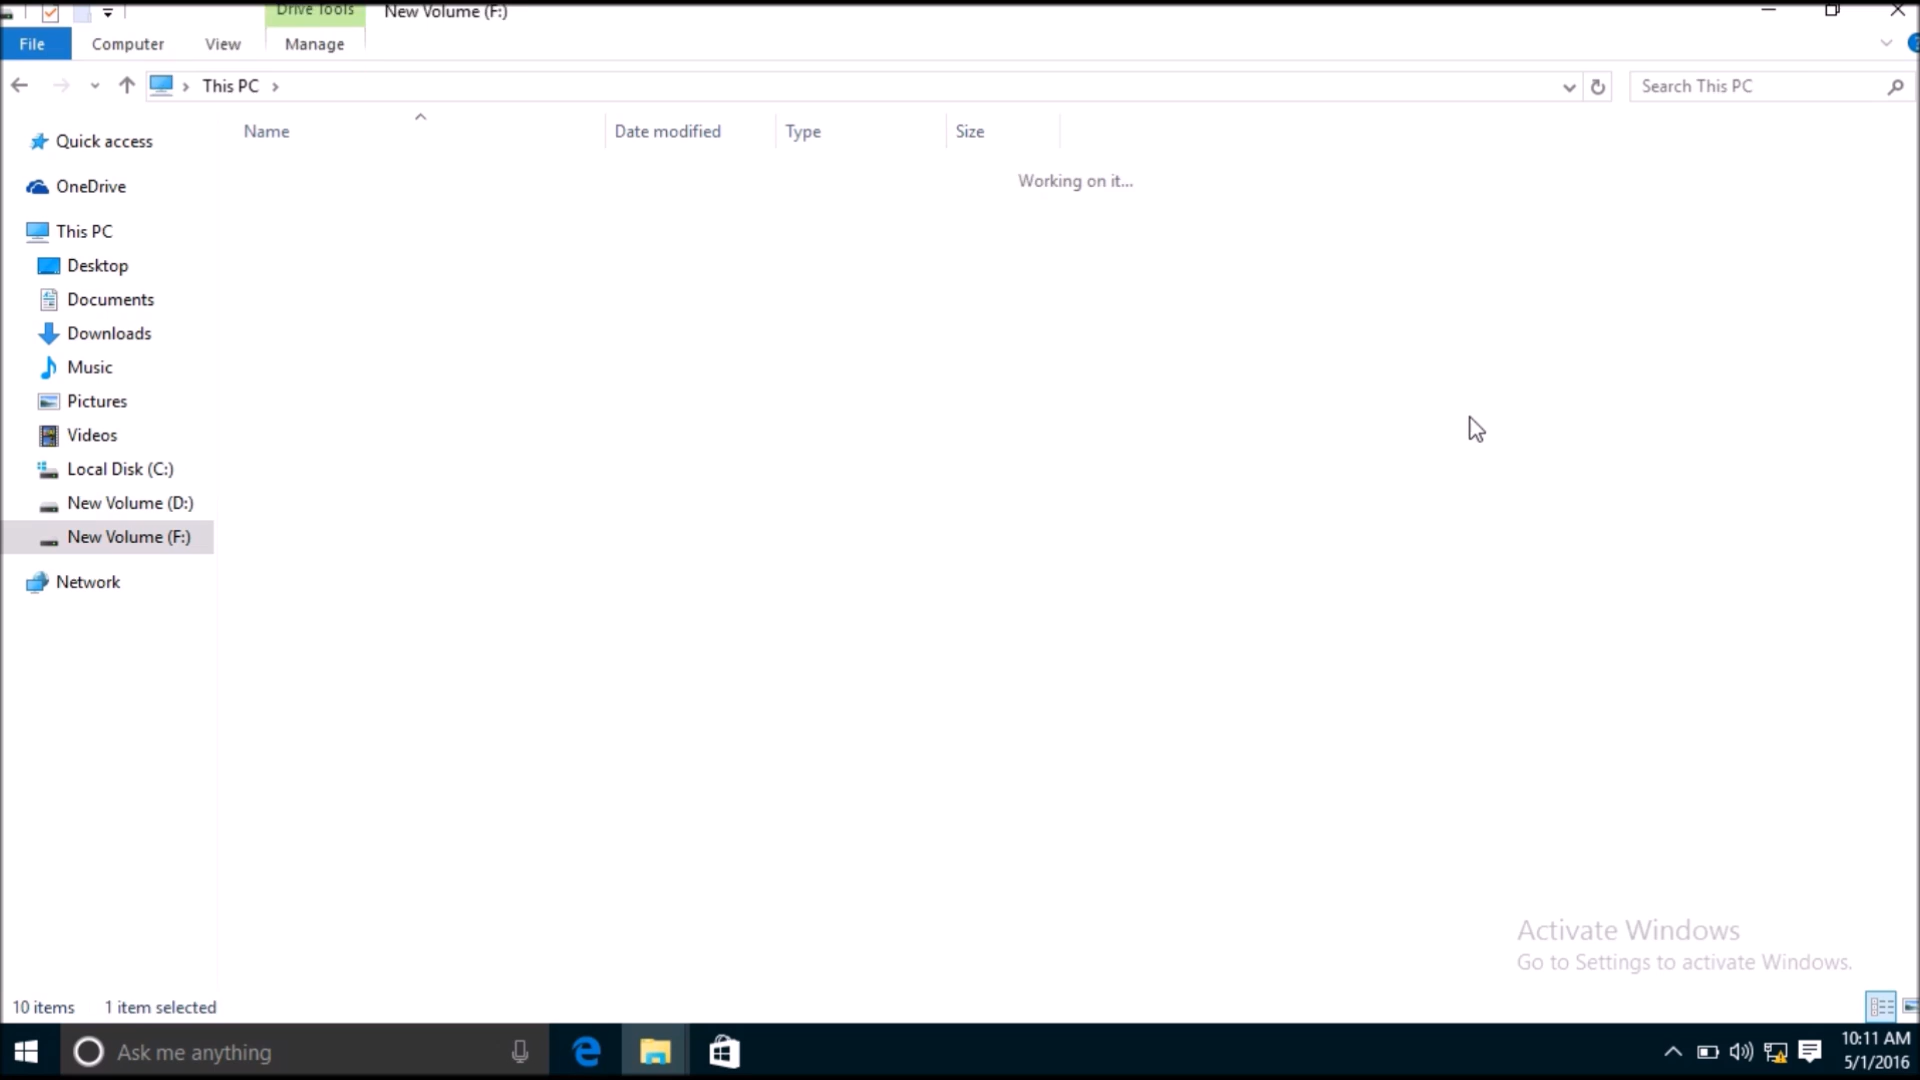 Drive Tools
New Volume (F:)
File
Computer
View
Manage
This PC
Search This PC
Name
Date modified
Type
Size
Working on it...
Quick access
OneDrive
This PC
Desktop
Documents
Downloads
Music
Pictures
Videos
Local Disk (C:)
New Volume (D:)
New Volume (F:)
Network
Activate Windows
Go to Settings to activate Windows.
10 items
1 item selected
Ask me anything
10:11 AM
5/1/2016